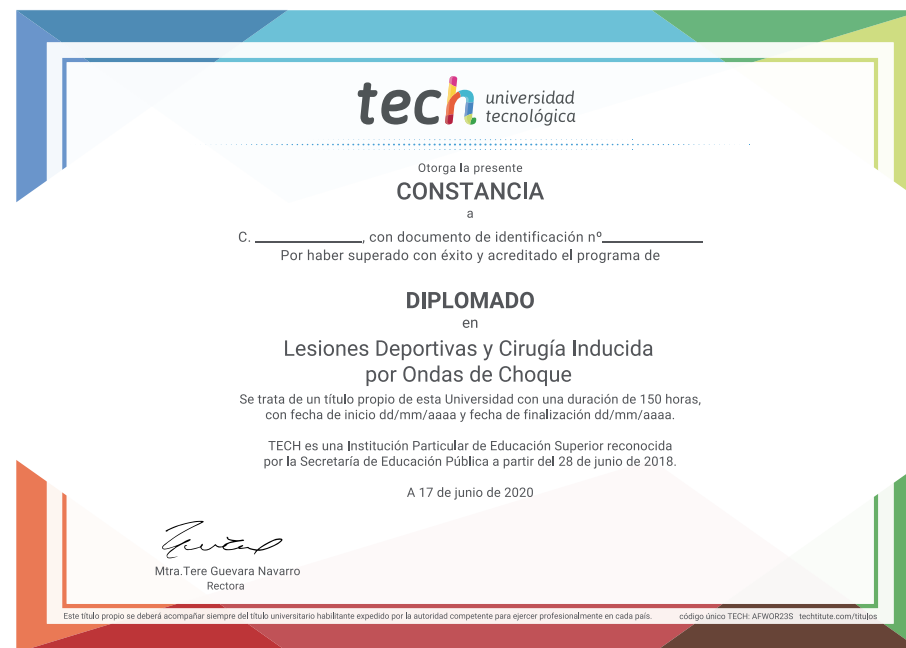 tech universidad
tecnológica
Otorga la presente
CONSTANCIA
a
C. ____________, con documento de identificación nº____________
Por haber superado con éxito y acreditado el programa de
DIPLOMADO
en
Lesiones Deportivas y Cirugía Inducida
por Ondas de Choque
Se trata de un título propio de esta Universidad con una duración de 150 horas,
con fecha de inicio dd/mm/aaaa y fecha de finalización dd/mm/aaaa.
TECH es una Institución Particular de Educación Superior reconocida
por la Secretaría de Educación Pública a partir del 28 de junio de 2018.
A 17 de junio de 2020
Mtra.Tere Guevara Navarro
Rectora
Este título propio se deberá acompañar siempre del título universitario habilitante expedido por la autoridad competente para ejercer profesionalmente en cada país. código único TECH: AFWOR23S techtitute.com/titulos